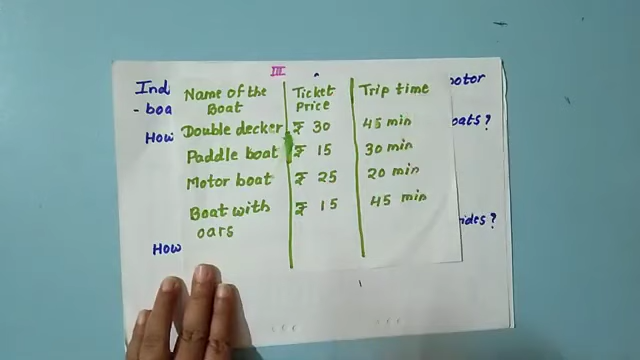 III
Ind
- boa
How
How
otor
oats?
rides?
Name of the Boat | Ticket Price | Trip time
Double decker | ₹ 30 | 45 min
Paddle boat | ₹ 15 | 30 min
Motor boat | ₹ 25 | 20 min
Boat with oars | ₹ 15 | 45 min